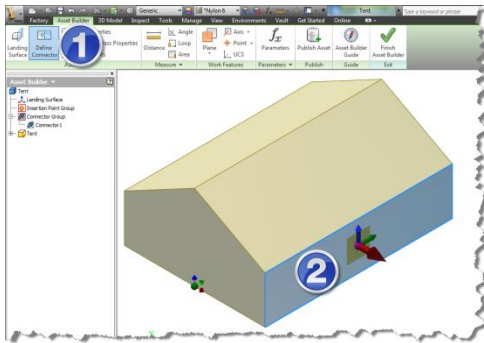 Generic
*Nylon 6
Tent
Type a keyword or phrase
Factory Asset Builder 3D Model Inspect Tools Manage View Environments Vault Get Started Online
Landing Surface
Define Connector
1
Properties
Distance
Angle
Loop
Area
Plane
Axis
Point
UCS
fx
Parameters
Publish Asset
Asset Builder Guide
Finish Asset Builder
Measure
Work Features
Parameters
Publish
Guide
Exit
Asset Builder
Tent
Landing Surface
Insertion Point Group
Connector Group
Connector1
Tent
2